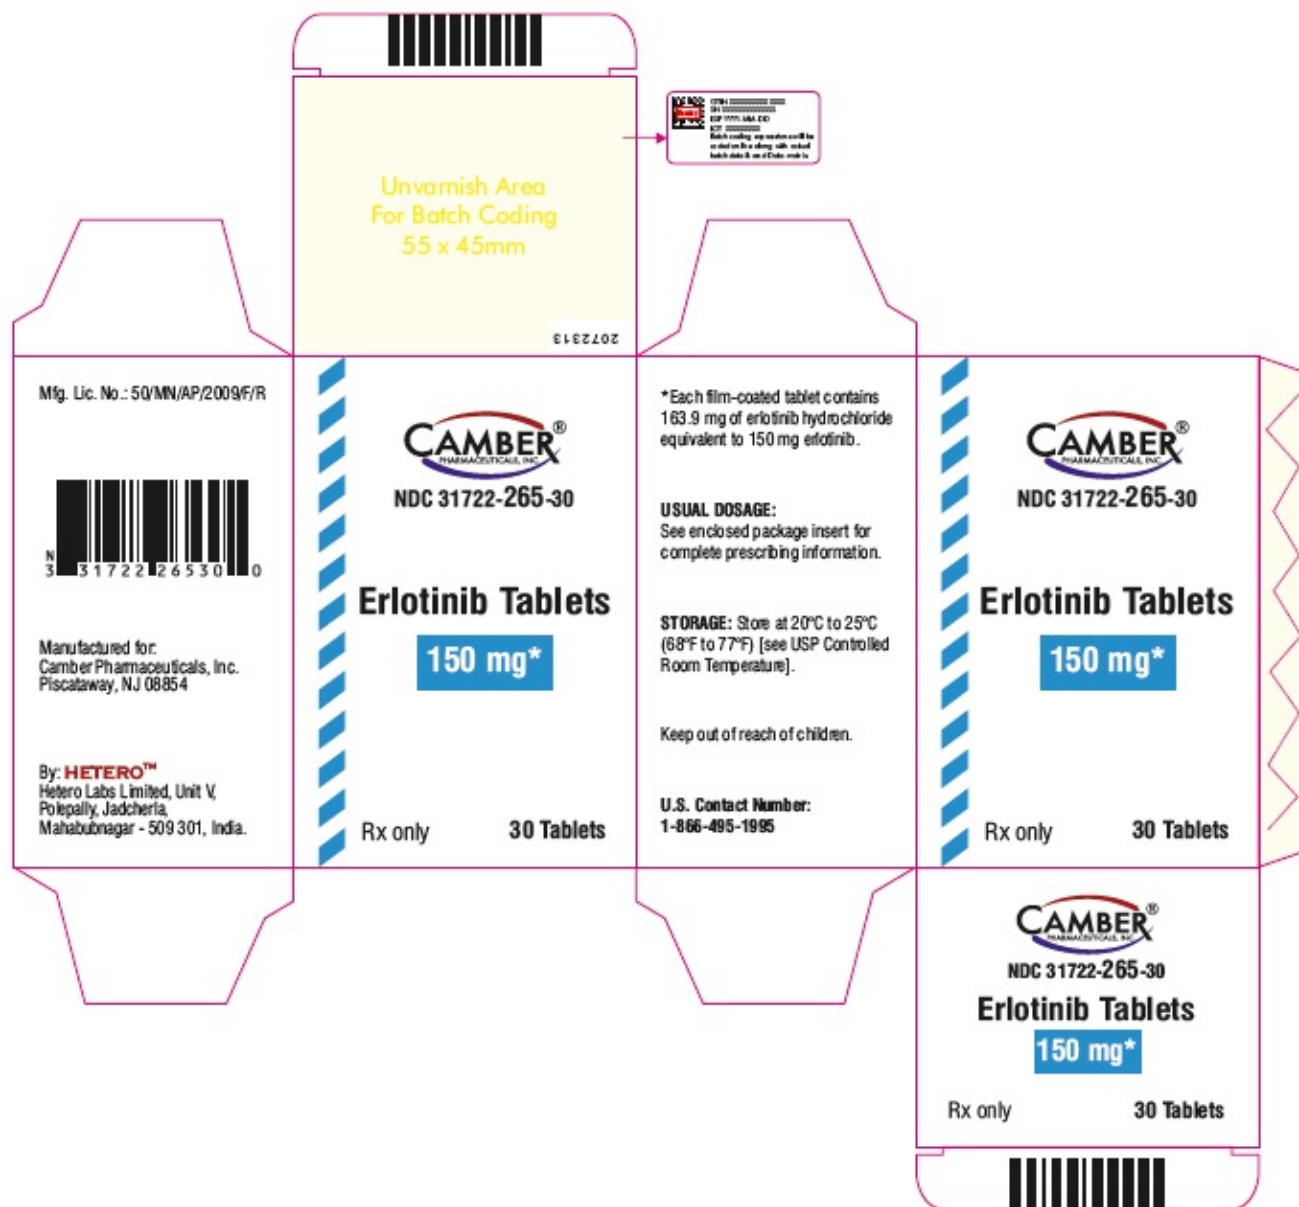 Unvarnish Area
For Batch Coding
55 x 45mm
2072313
Mfg. Lic. No.: 50/MN/AP/2009/F/R
N
3 31722 26530 0
Manufactured for:
Camber Pharmaceuticals, Inc.
Piscataway, NJ 08854
By: HETERO™
Hetero Labs Limited, Unit V,
Polepally, Jadcherla,
Mahabubnagar - 509 301, India.
CAMBER®
PHARMACEUTICALS, INC.
NDC 31722-265-30
Erlotinib Tablets
150 mg*
Rx only 30 Tablets
*Each film-coated tablet contains
163.9 mg of erlotinib hydrochloride
equivalent to 150 mg erlotinib.
USUAL DOSAGE:
See enclosed package insert for
complete prescribing information.
STORAGE: Store at 20°C to 25°C
(68°F to 77°F) [see USP Controlled
Room Temperature].
Keep out of reach of children.
U.S. Contact Number:
1-866-495-1995
CAMBER®
PHARMACEUTICALS, INC.
NDC 31722-265-30
Erlotinib Tablets
150 mg*
Rx only 30 Tablets
CAMBER®
PHARMACEUTICALS, INC.
NDC 31722-265-30
Erlotinib Tablets
150 mg*
Rx only 30 Tablets